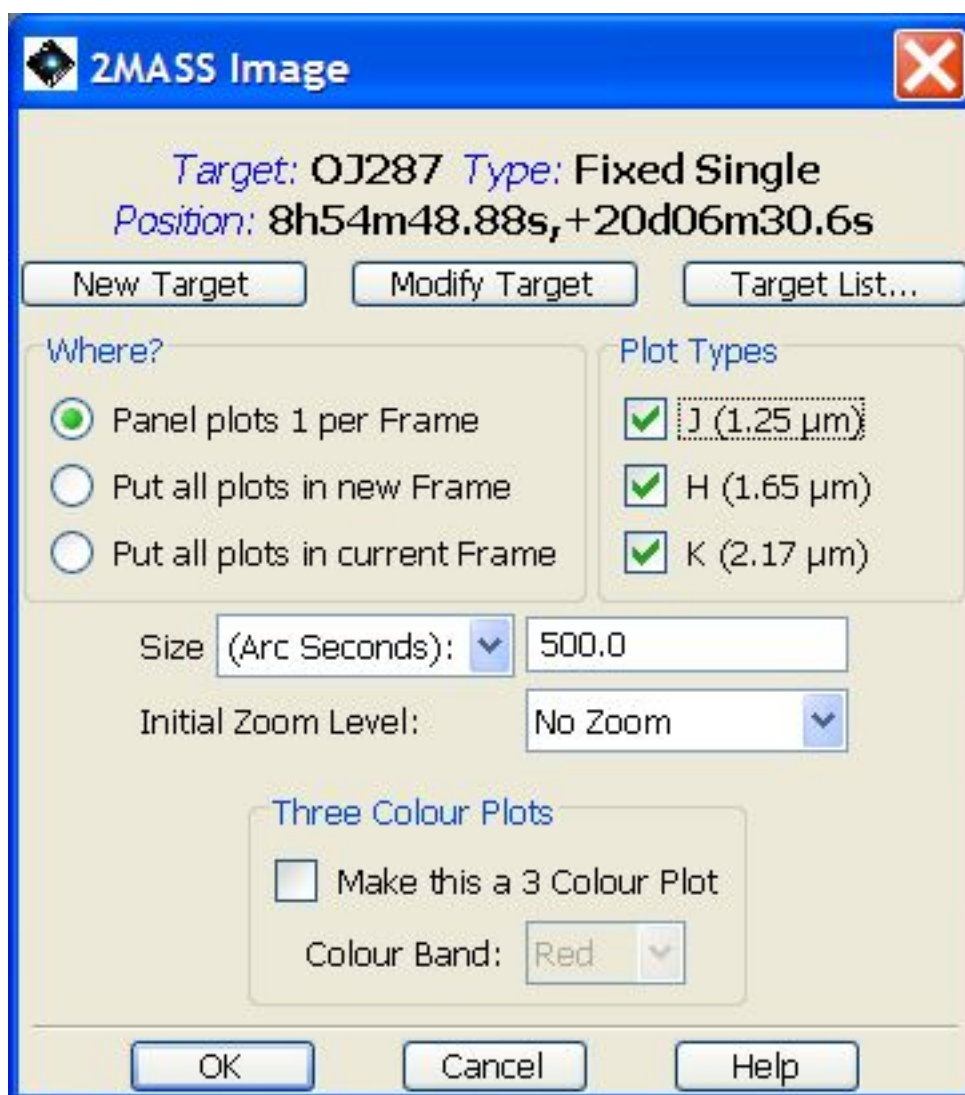 2MASS Image
Target: OJ287 Type: Fixed Single
Position: 8h54m48.88s,+20d06m30.6s
New Target Modify Target Target List...
Where?
Panel plots 1 per Frame
Put all plots in new Frame
Put all plots in current Frame
Plot Types
J (1.25 µm)
H (1.65 µm)
K (2.17 µm)
Size (Arc Seconds): 500.0
Initial Zoom Level: No Zoom
Three Colour Plots
Make this a 3 Colour Plot
Colour Band: Red
OK Cancel Help